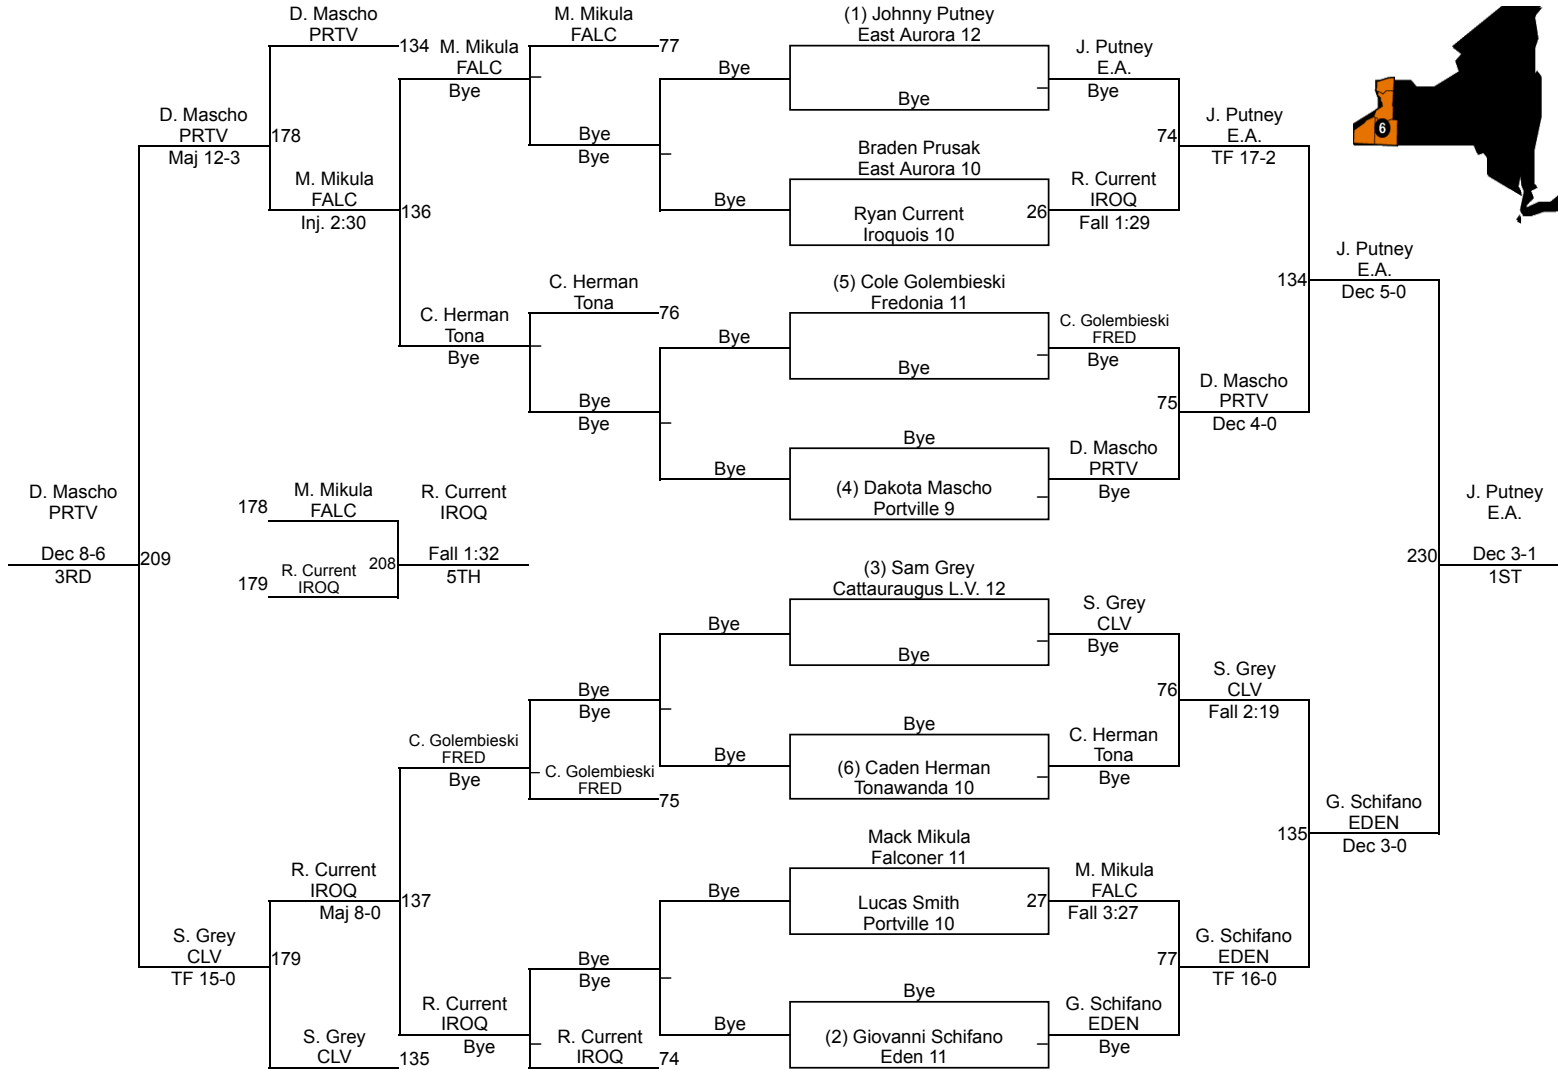 D. Mascho
PRTV
134
M. Mikula
FALC
Bye
M. Mikula
FALC
77
(1) Johnny Putney
East Aurora 12
Bye
Bye
J. Putney
E.A.
Bye
D. Mascho
PRTV
Maj 12-3
178
Bye
Bye
Braden Prusak
East Aurora 10
74
J. Putney
E.A.
TF 17-2
6
M. Mikula
FALC
Inj. 2:30
136
Bye
Ryan Current
Iroquois 10
26
R. Current
IROQ
Fall 1:29
C. Herman
Tona
Bye
C. Herman
Tona
76
(5) Cole Golembieski
Fredonia 11
134
J. Putney
E.A.
Dec 5-0
Bye
Bye
C. Golembieski
FRED
Bye
Bye
Bye
75
D. Mascho
PRTV
Dec 4-0
Bye
Bye
(4) Dakota Mascho
Portville 9
D. Mascho
PRTV
Bye
D. Mascho
PRTV
Dec 8-6
3RD
209
178
M. Mikula
FALC
179
R. Current
IROQ
208
R. Current
IROQ
Fall 1:32
5TH
230
J. Putney
E.A.
Dec 3-1
1ST
(3) Sam Grey
Cattauraugus L.V. 12
Bye
Bye
S. Grey
CLV
Bye
Bye
Bye
76
S. Grey
CLV
Fall 2:19
C. Golembieski
FRED
Bye
C. Golembieski
FRED
75
Bye
Bye
(6) Caden Herman
Tonawanda 10
C. Herman
Tona
Bye
135
G. Schifano
EDEN
Dec 3-0
R. Current
IROQ
Maj 8-0
137
Bye
Mack Mikula
Falconer 11
Lucas Smith
Portville 10
27
M. Mikula
FALC
Fall 3:27
S. Grey
CLV
TF 15-0
179
Bye
Bye
77
G. Schifano
EDEN
TF 16-0
S. Grey
CLV
135
R. Current
IROQ
Bye
R. Current
IROQ
74
Bye
Bye
(2) Giovanni Schifano
Eden 11
G. Schifano
EDEN
Bye